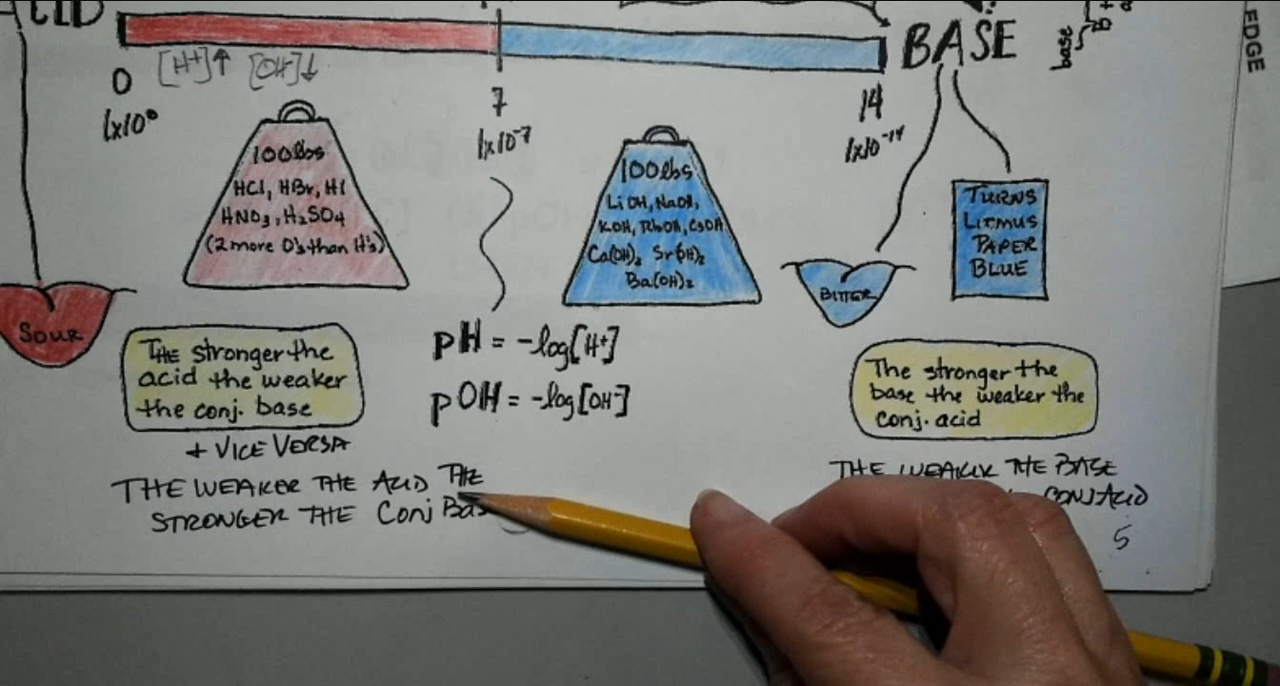 ACID
BASE
base
EDGE
[H+]↑ [OH-]↓
0
7
14
1x10⁰
1x10⁻⁷
1x10⁻¹⁴
100lbs
HCl, HBr, HI
HNO₃, H₂SO₄
(2 more O's than H's)
100lbs
LiOH, NaOH,
KOH, RbOH, CsOH
Ca(OH)₂ Sr(OH)₂
Ba(OH)₂
TURNS
LITMUS
PAPER
BLUE
SOUR
BITTER
pH = -log[H+]
pOH = -log[OH-]
THE stronger the
acid the weaker
the conj. base
+ VICE VERSA
THE WEAKER THE ACID THE
STRONGER THE Conj
The stronger the
base the weaker the
conj. acid
THE WEAKER THE BASE
CONJ ACID
5